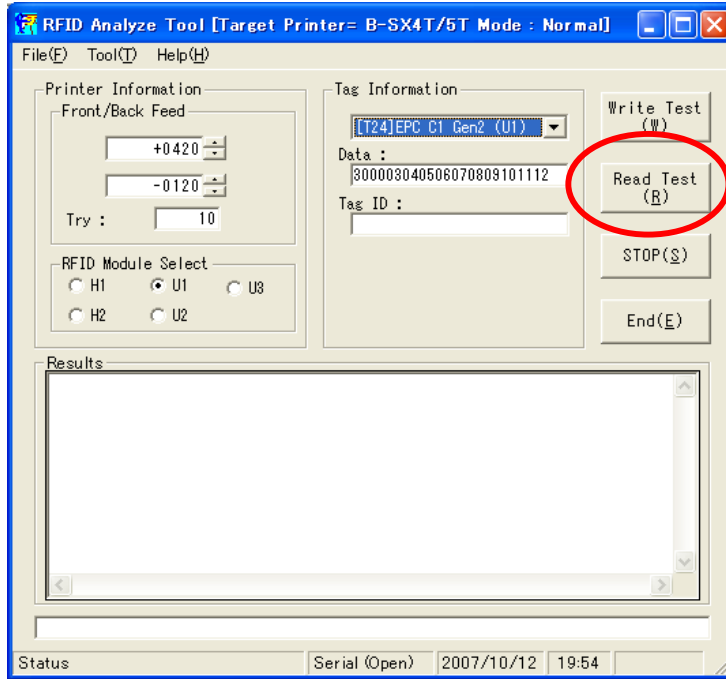 RFID Analyze Tool [Target Printer= B-SX4T/5T Mode : Normal]
File(F) Tool(T) Help(H)
Printer Information
Front/Back Feed
+0420
-0120
Try : 10
RFID Module Select
H1 U1 U3
H2 U2
Tag Information
[T24]EPC C1 Gen2 (U1)
Data :
300003040506070809101112
Tag ID :
Write Test
(W)
Read Test
(R)
STOP(S)
End(E)
Results
Status Serial (Open) 2007/10/12 19:54